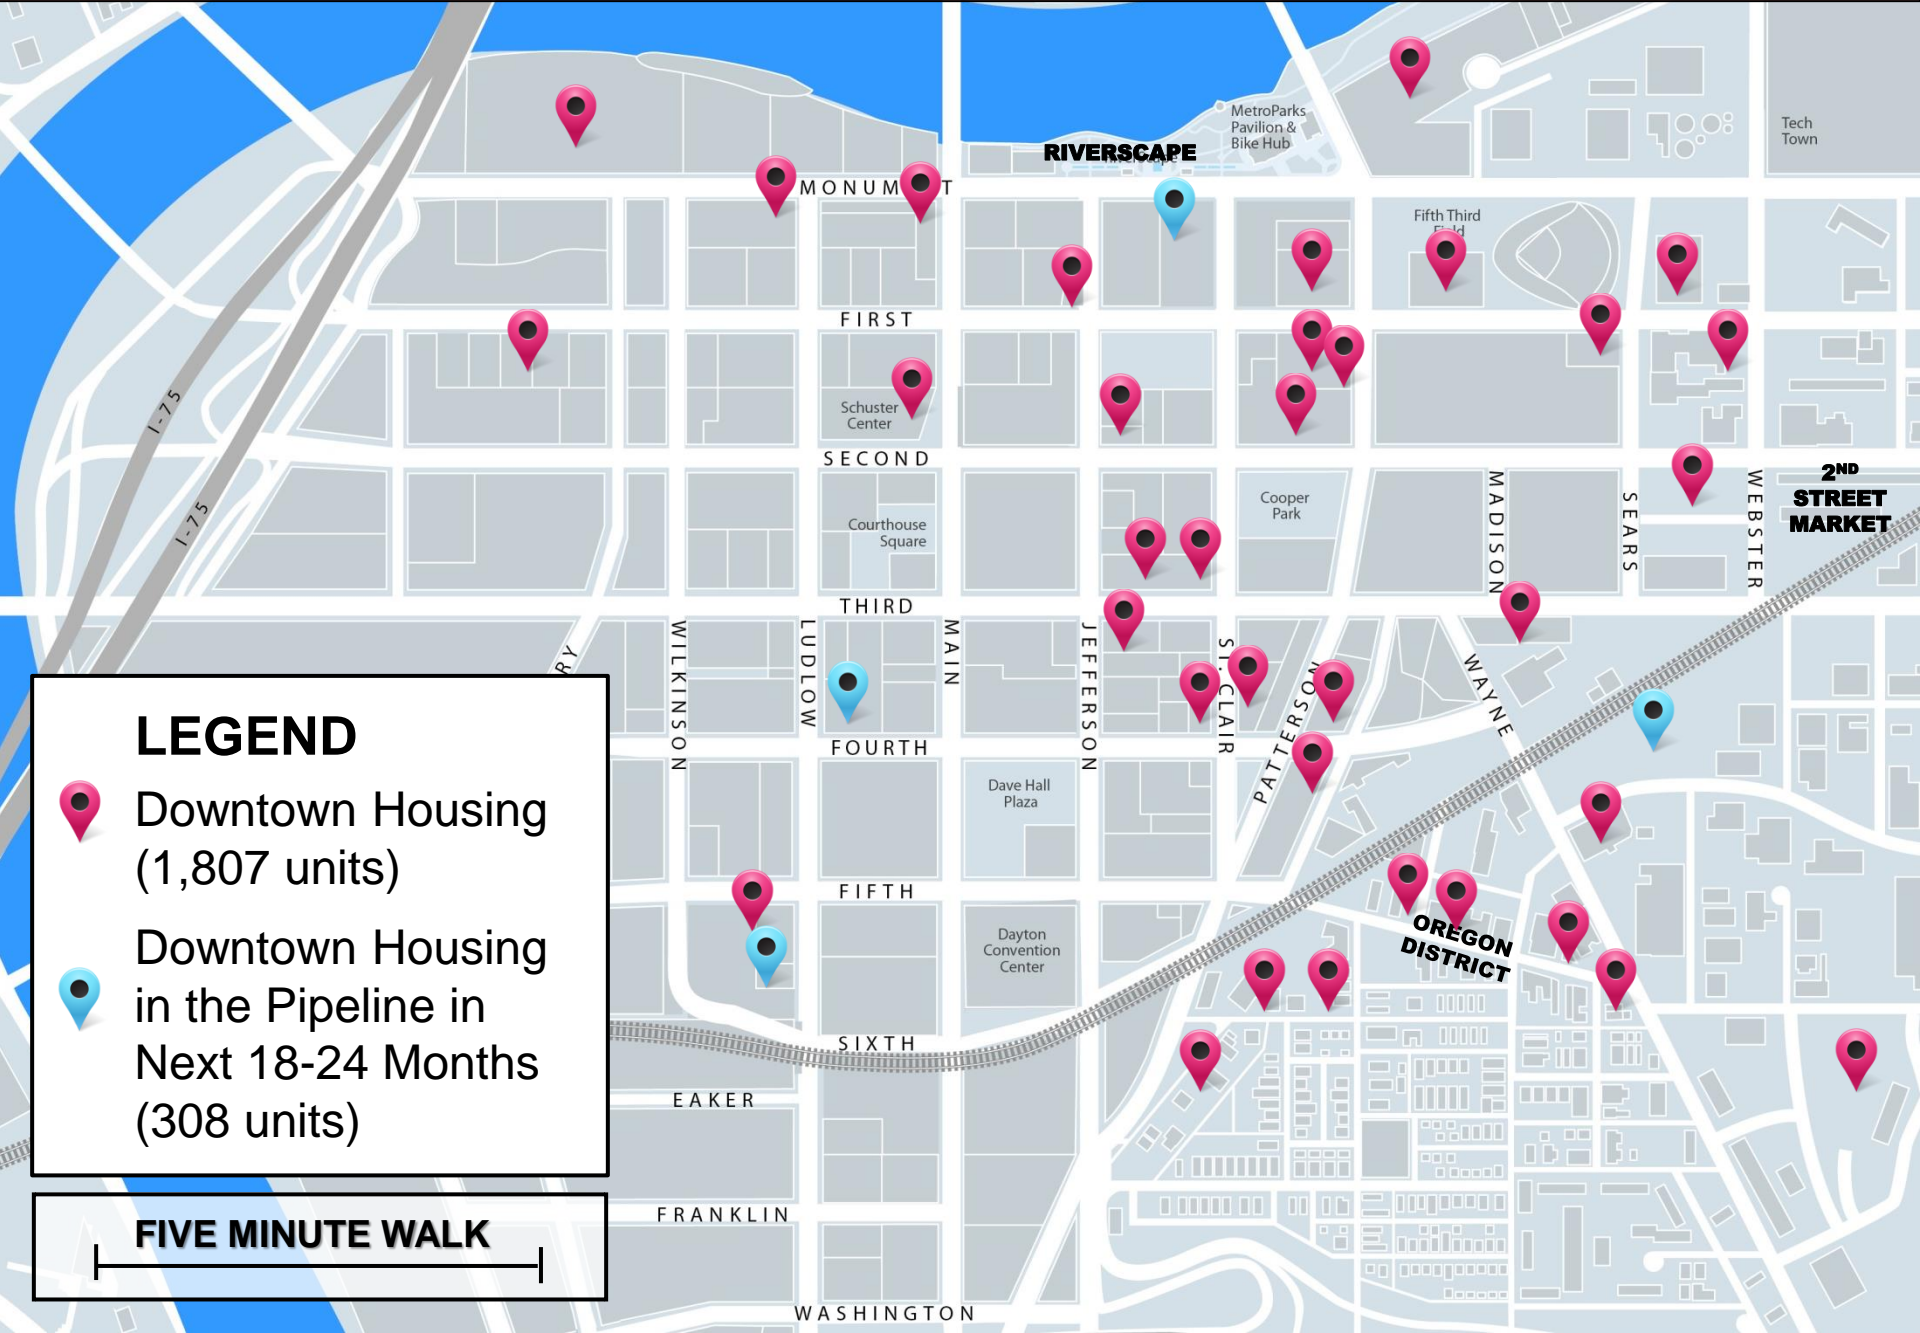 MetroParks
Pavilion &
Bike Hub
Tech
Town
RIVERSCAPE
MONUM T
Fifth Third
Field
FIRST
I-75
Schuster
Center
SECOND
2ND
STREET
MARKET
MADISON
SEARS
WEBSTER
Cooper
Park
I-75
Courthouse
Square
THIRD
RY
WILKINSON
LUDLOW
MAIN
JEFFERSON
ST. CLAIR
PATTERSON
WAYNE
FOURTH
Dave Hall
Plaza
FIFTH
OREGON
DISTRICT
Dayton
Convention
Center
SIXTH
EAKER
FRANKLIN
WASHINGTON
LEGEND
Downtown Housing
(1,807 units)
Downtown Housing
in the Pipeline in
Next 18-24 Months
(308 units)
FIVE MINUTE WALK